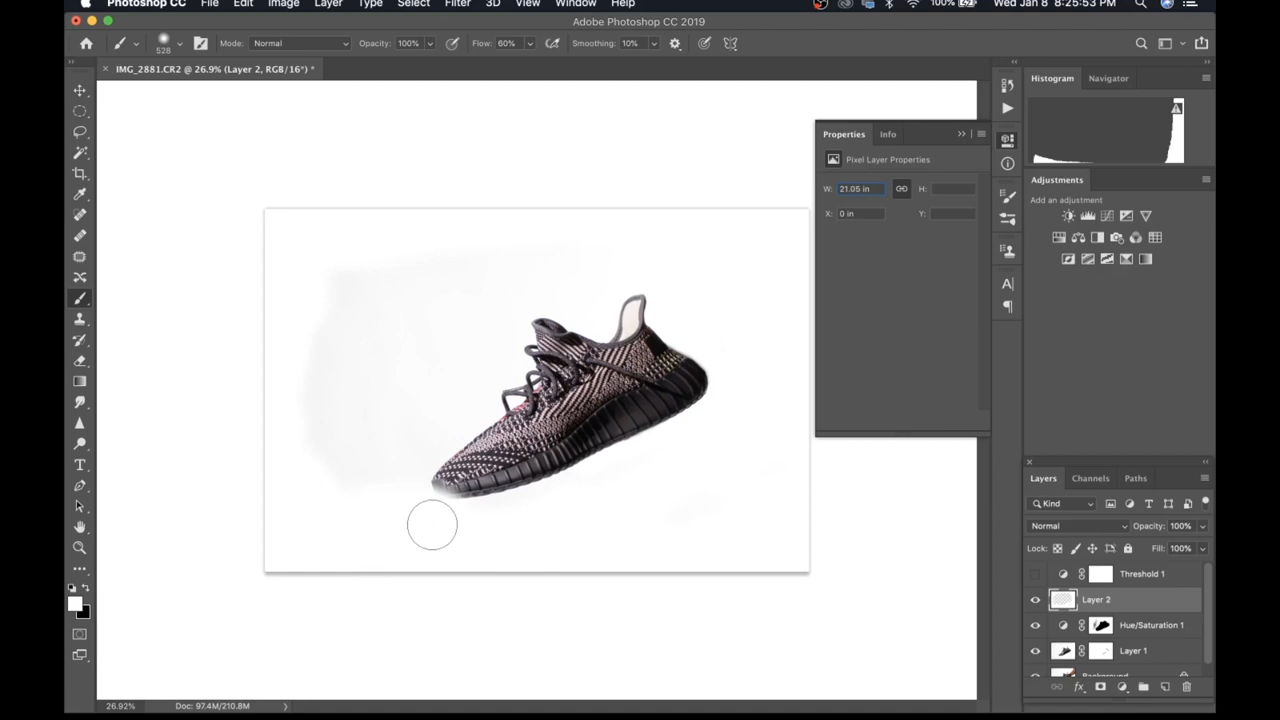 Photoshop CC File Edit Image Layer Type Select Filter 3D View Window Help 100% Wed Jan 8 8:25:53 PM
Adobe Photoshop CC 2019
528 Mode: Normal Opacity: 100% Flow: 60% Smoothing: 10%
× IMG_2881.CR2 @ 26.9% (Layer 2, RGB/16*) *
Histogram Navigator
Properties Info
Pixel Layer Properties
W: 21.05 in H:
X: 0 in Y:
Adjustments
Add an adjustment
Layers Channels Paths
Kind
Normal Opacity: 100%
Lock: Fill: 100%
Threshold 1
Layer 2
Hue/Saturation 1
Layer 1
Background
26.92% Doc: 97.4M/210.8M